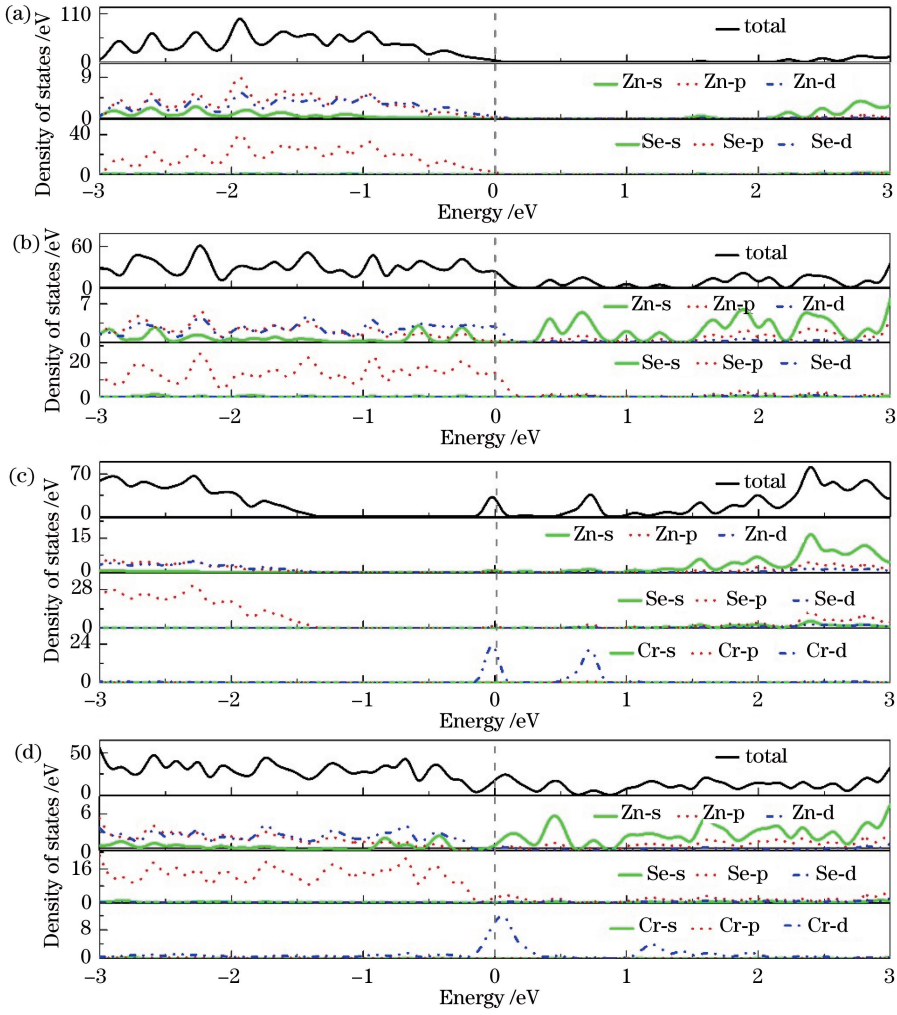 (a)
110
total
0
9
Zn-s Zn-p Zn-d
0
40
Se-s Se-p Se-d
0
−3 −2 −1 0 1 2 3
Energy /eV
Density of states /eV
(b)
60
total
0
7
Zn-s Zn-p Zn-d
0
20
Se-s Se-p Se-d
0
−3 −2 −1 0 1 2 3
Energy /eV
Density of states /eV
(c)
70
total
0
15
Zn-s Zn-p Zn-d
0
28
Se-s Se-p Se-d
0
24
Cr-s Cr-p Cr-d
0
−3 −2 −1 0 1 2 3
Energy /eV
Density of states /eV
(d)
50
total
0
6
Zn-s Zn-p Zn-d
0
16
Se-s Se-p Se-d
0
8
Cr-s Cr-p Cr-d
0
−3 −2 −1 0 1 2 3
Energy /eV
Density of states /eV